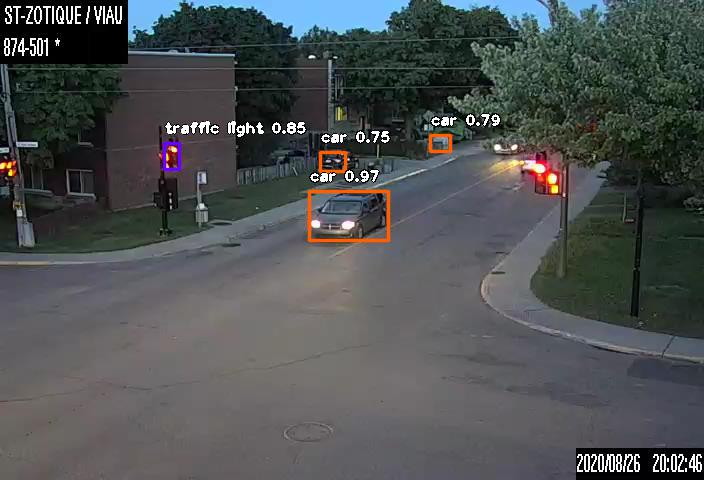 ST-ZOTIQUE / VIAU
874-501 *
traffic light 0.85
car 0.75
car 0.79
car 0.97
2020/08/26 20:02:46